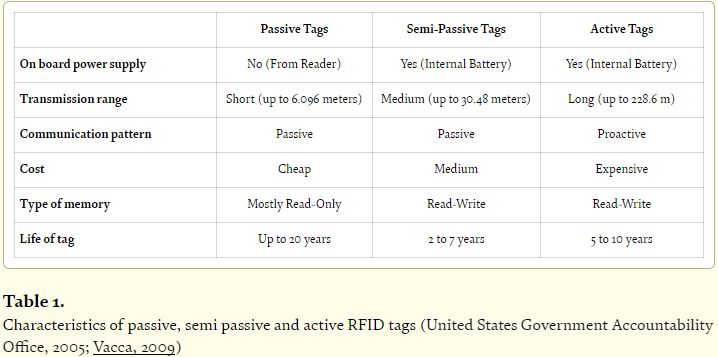 Passive Tags Semi-Passive Tags Active Tags
On board power supply No (From Reader) Yes (Internal Battery) Yes (Internal Battery)
Transmission range Short (up to 6.096 meters) Medium (up to 30.48 meters) Long (up to 228.6 m)
Communication pattern Passive Passive Proactive
Cost Cheap Medium Expensive
Type of memory Mostly Read-Only Read-Write Read-Write
Life of tag Up to 20 years 2 to 7 years 5 to 10 years
Table 1.
Characteristics of passive, semi passive and active RFID tags (United States Government Accountability
Office, 2005; Vacca, 2009)